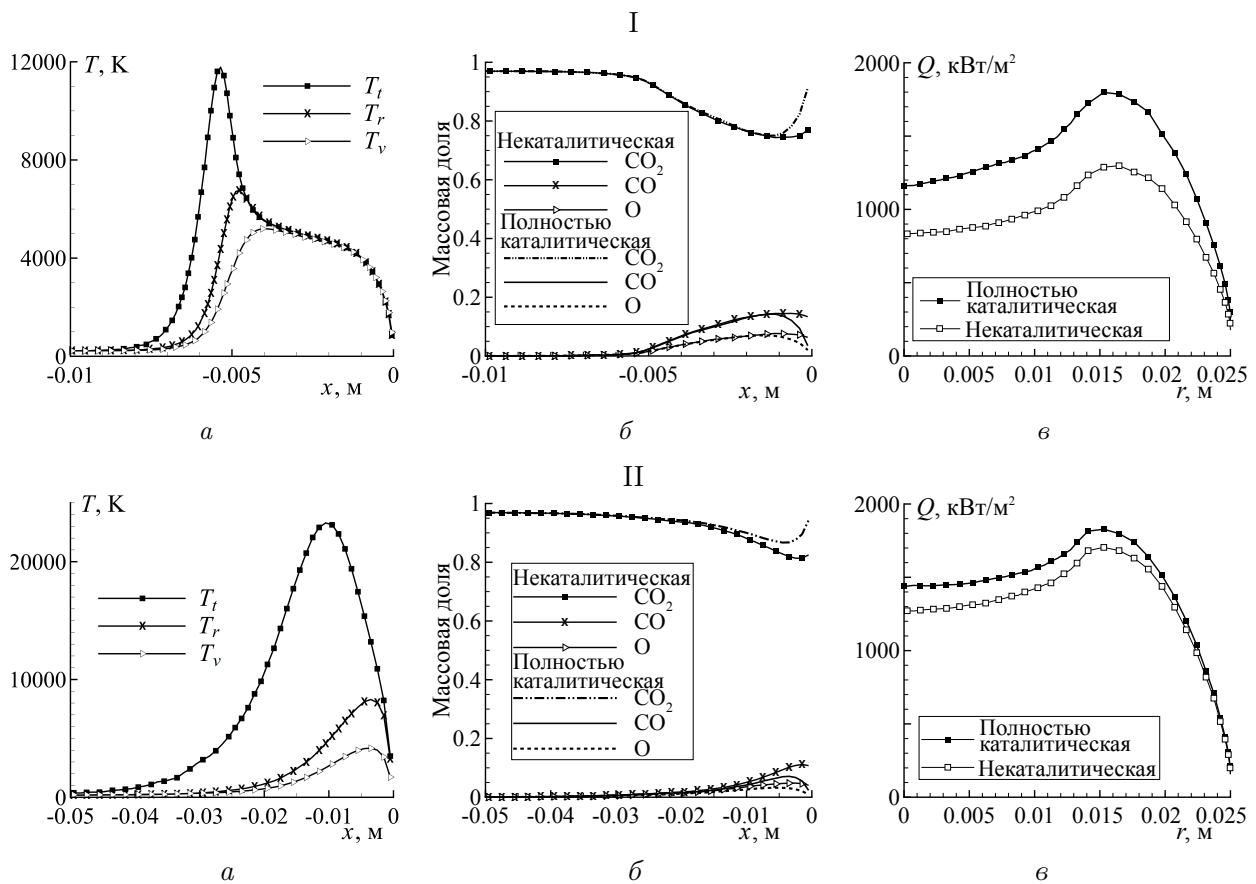 I
T, K
12000
8000
4000
0
-0.01
-0.005
0
x, м
T_t
T_r
T_v
а
Массовая доля
1
0.8
0.6
0.4
0.2
0
-0.01
-0.005
0
x, м
Некаталитическая
CO₂
CO
O
Полностью
каталитическая
CO₂
CO
O
б
Q, кВт/м²
2000
1000
0
0
0.005
0.01
0.015
0.02
0.025
r, м
Полностью
каталитическая
Некаталитическая
в
II
T, K
20000
10000
0
-0.05
-0.04
-0.03
-0.02
-0.01
0
x, м
T_t
T_r
T_v
а
Массовая доля
1
0.8
0.6
0.4
0.2
0
-0.05
-0.04
-0.03
-0.02
-0.01
0
x, м
Некаталитическая
CO₂
CO
O
Полностью
каталитическая
CO₂
CO
O
б
Q, кВт/м²
2000
1000
0
0
0.005
0.01
0.015
0.02
0.025
r, м
Полностью
каталитическая
Некаталитическая
в